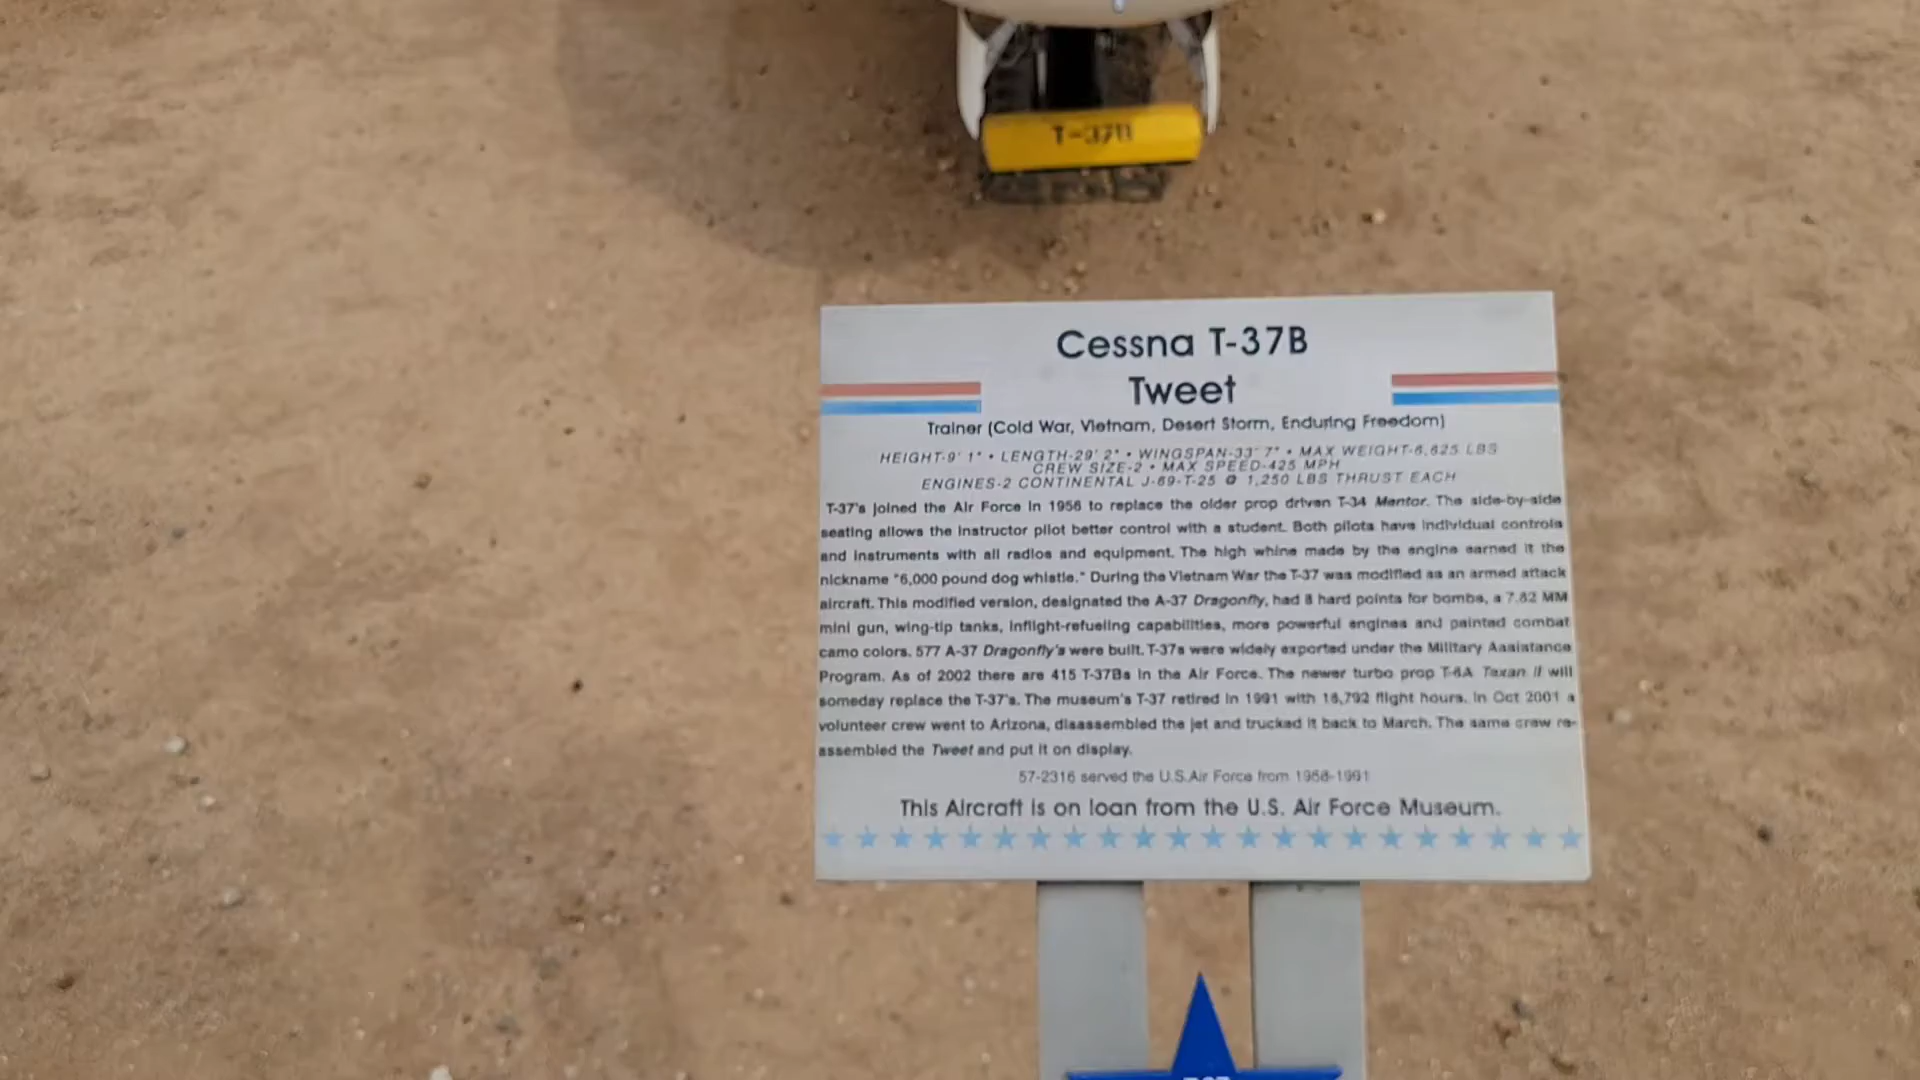 T-37B
Cessna T-37B
Tweet
Trainer (Cold War, Vietnam, Desert Storm, Enduring Freedom)
HEIGHT-9' 1" • LENGTH-29' 2" • WINGSPAN-33' 7" • MAX WEIGHT-6,625 LBS
CREW SIZE-2 • MAX SPEED-425 MPH
ENGINES-2 CONTINENTAL J-69-T-25 @ 1,250 LBS THRUST EACH
T-37's joined the Air Force in 1956 to replace the older prop driven T-34 Mentor. The side-by-side
seating allows the instructor pilot better control with a student. Both pilots have individual controls
and instruments with all radios and equipment. The high whine made by the engine earned it the
nickname "6,000 pound dog whistle." During the Vietnam War the T-37 was modified as an armed attack
aircraft. This modified version, designated the A-37 Dragonfly, had 8 hard points for bombs, a 7.62 MM
mini gun, wing-tip tanks, inflight-refueling capabilities, more powerful engines and painted combat
camo colors. 577 A-37 Dragonfly's were built. T-37s were widely exported under the Military Assistance
Program. As of 2002 there are 415 T-37Bs in the Air Force. The newer turbo prop T-6A Texan II will
someday replace the T-37's. The museum's T-37 retired in 1991 with 16,792 flight hours. In Oct 2001 a
volunteer crew went to Arizona, disassembled the jet and trucked it back to March. The same crew re-
assembled the Tweet and put it on display.
57-2316 served the U.S.Air Force from 1958-1991
This Aircraft is on loan from the U.S. Air Force Museum.